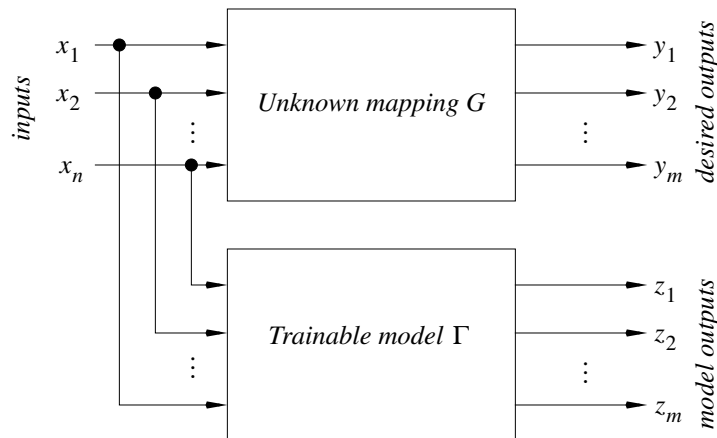 inputs
x1
x2
⋮
xn
Unknown mapping G
y1
y2
⋮
ym
desired outputs
Trainable model Γ
⋮
z1
z2
⋮
zm
model outputs